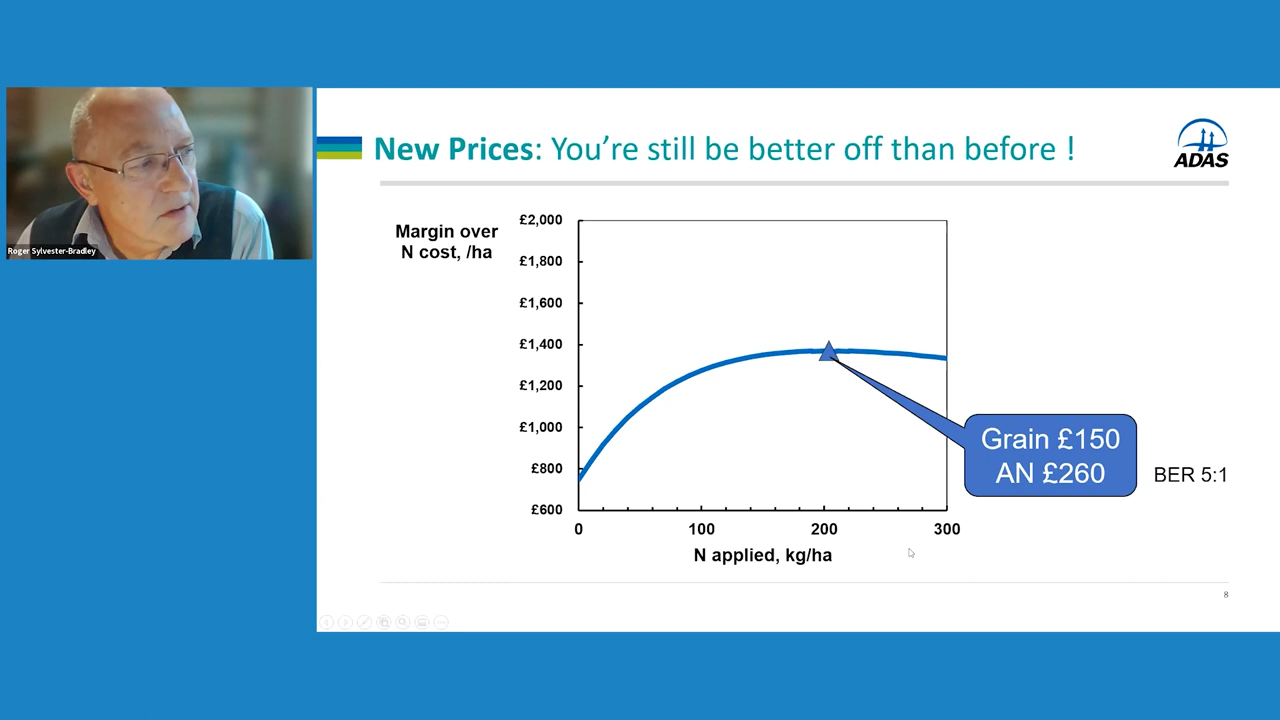 New Prices: You’re still be better off than before !
ADAS
Roger Sylvester-Bradley
Margin over
N cost, /ha
£2,000
£1,800
£1,600
£1,400
£1,200
£1,000
£800
£600
0
100
200
300
N applied, kg/ha
Grain £150
AN £260
BER 5:1
8